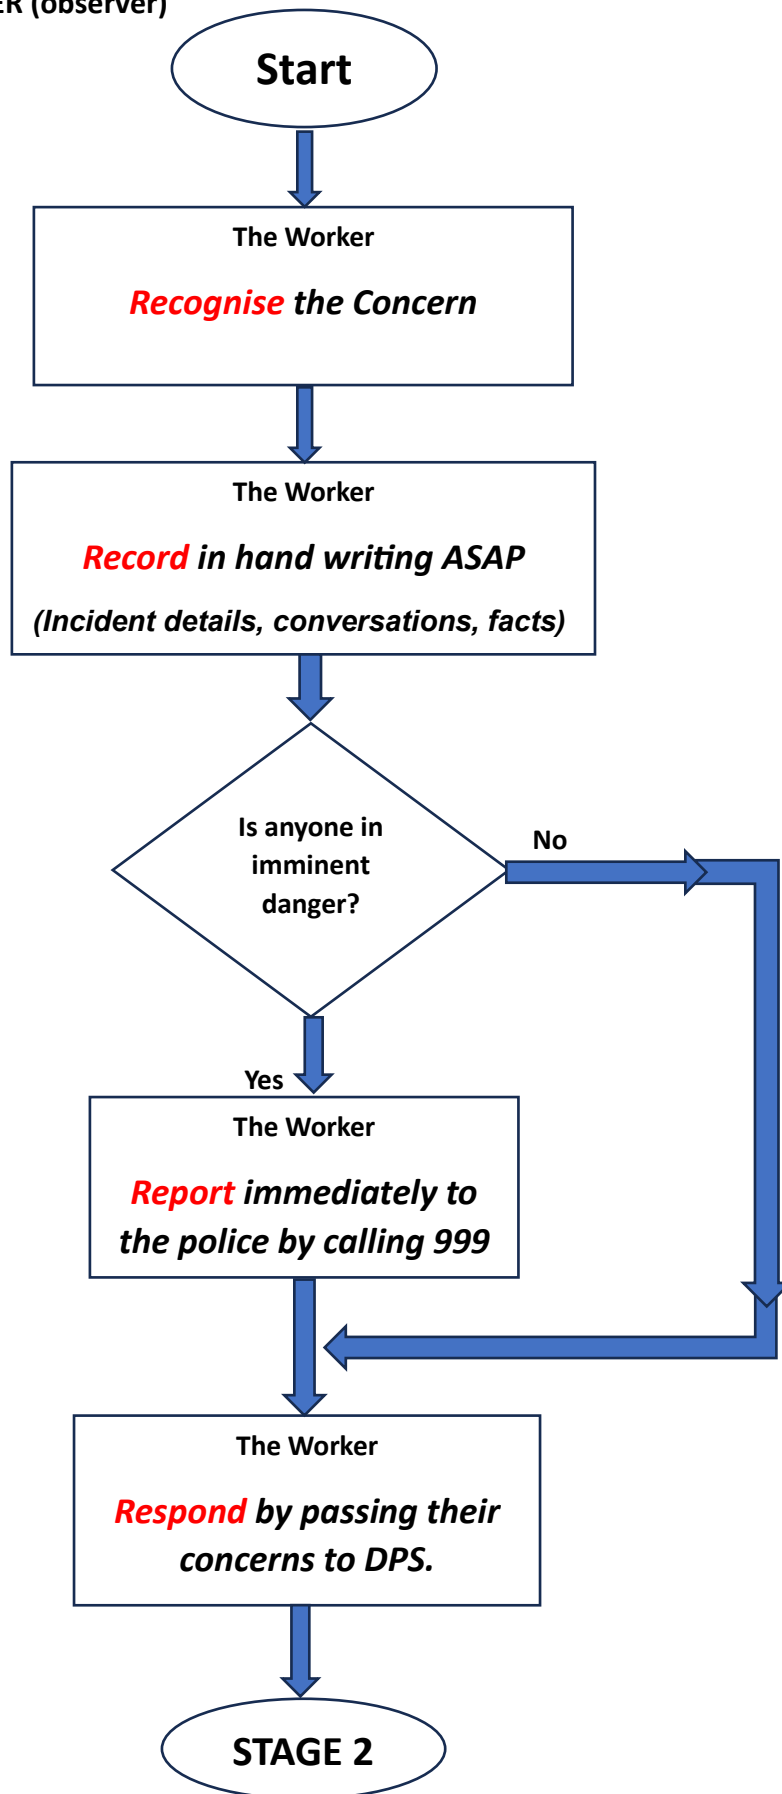 ER (observer)
Start
The Worker
Recognise the Concern
The Worker
Record in hand writing ASAP
(Incident details, conversations, facts)
Is anyone in
imminent
danger?
No
Yes
The Worker
Report immediately to
the police by calling 999
The Worker
Respond by passing their
concerns to DPS.
STAGE 2